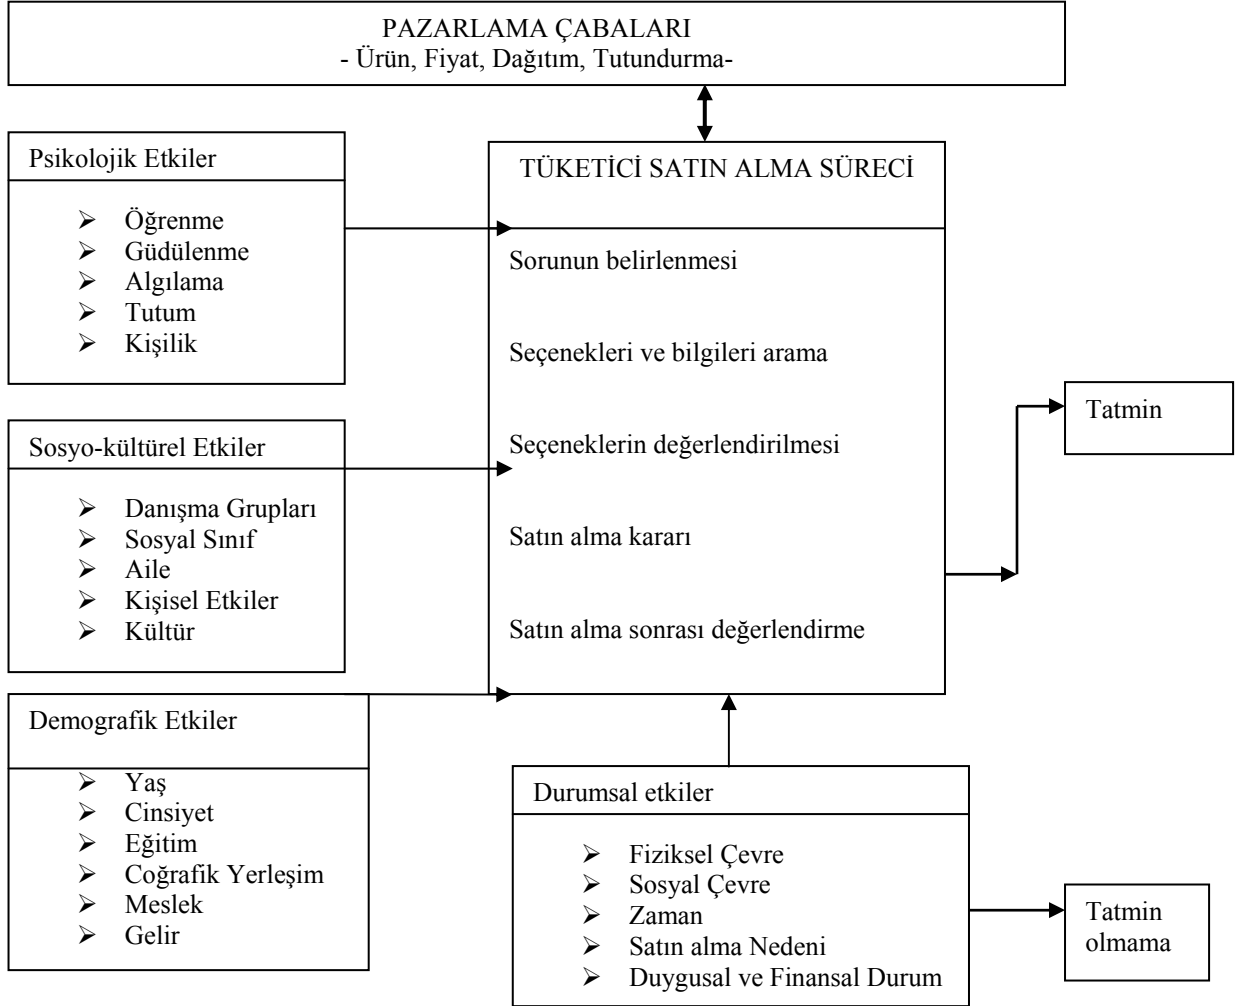 PAZARLAMA ÇABALARI
- Ürün, Fiyat, Dağıtım, Tutundurma-
Psikolojik Etkiler
➢ Öğrenme
➢ Güdülenme
➢ Algılama
➢ Tutum
➢ Kişilik
TÜKETİCİ SATIN ALMA SÜRECİ
Sorunun belirlenmesi
Seçenekleri ve bilgileri arama
Seçeneklerin değerlendirilmesi
Satın alma kararı
Satın alma sonrası değerlendirme
Tatmin
Sosyo-kültürel Etkiler
➢ Danışma Grupları
➢ Sosyal Sınıf
➢ Aile
➢ Kişisel Etkiler
➢ Kültür
Demografik Etkiler
➢ Yaş
➢ Cinsiyet
➢ Eğitim
➢ Coğrafik Yerleşim
➢ Meslek
➢ Gelir
Durumsal etkiler
➢ Fiziksel Çevre
➢ Sosyal Çevre
➢ Zaman
➢ Satın alma Nedeni
➢ Duygusal ve Finansal Durum
Tatmin
olmama